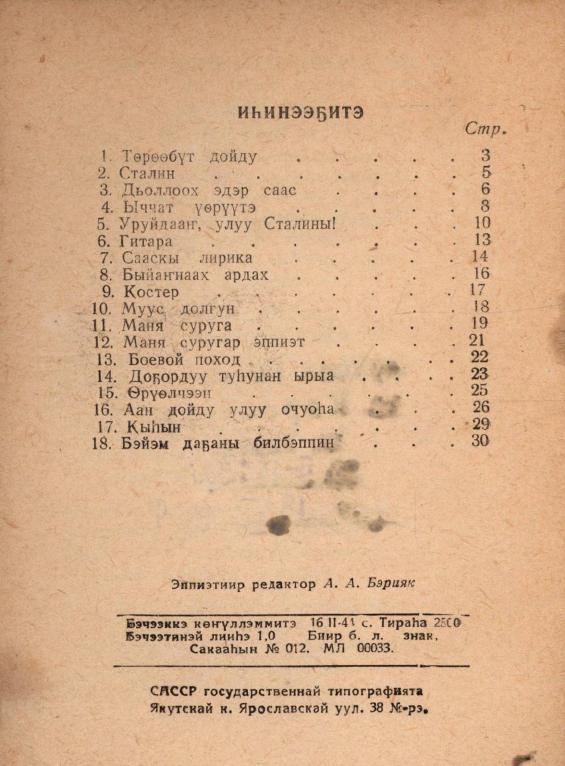 ИҺИНЭЭҔИТЭ
Стр.
1. Төрөөбүт дойду . . . . . 3
2. Сталин . . . . . . . 5
3. Дьоллоох эдэр саас . . . . 6
4. Ыччат үөрүүтэ . . . . . 8
5. Уруйдааҥ, улуу Сталины! . . . 10
6. Гитара . . . . . . . 13
7. Сааскы лирика . . . . . 14
8. Быйаҥнаах ардах . . . . 16
9. Костер . . . . . . . 17
10. Муус долгун . . . . . . 18
11. Маня суруга . . . . . . 19
12. Маня суругар эппиэт . . . . 21
13. Боевой поход . . . . . . 22
14. Доҕордуу туһунан ырыа . . . . 23
15. Өрүөлчээн . . . . . . 25
16. Аан дойду улуу очуоһа . . . . 26
17. Кыһын . . . . . . . 29
18. Бэйэм даҕаны билбэппин . . . 30
Эппиэтиир редактор А. А. Бэрияк
Бэчээккэ көҥүллэммитэ 16 II-41 с. Тираһа 2500
Бэчээтинэй лииһэ 1,0 Биир б. л. знак.
Сакааһын № 012. МЛ 00033.
САССР государственнай типографията
Якутскай к. Ярославскай уул. 38 №-рэ.